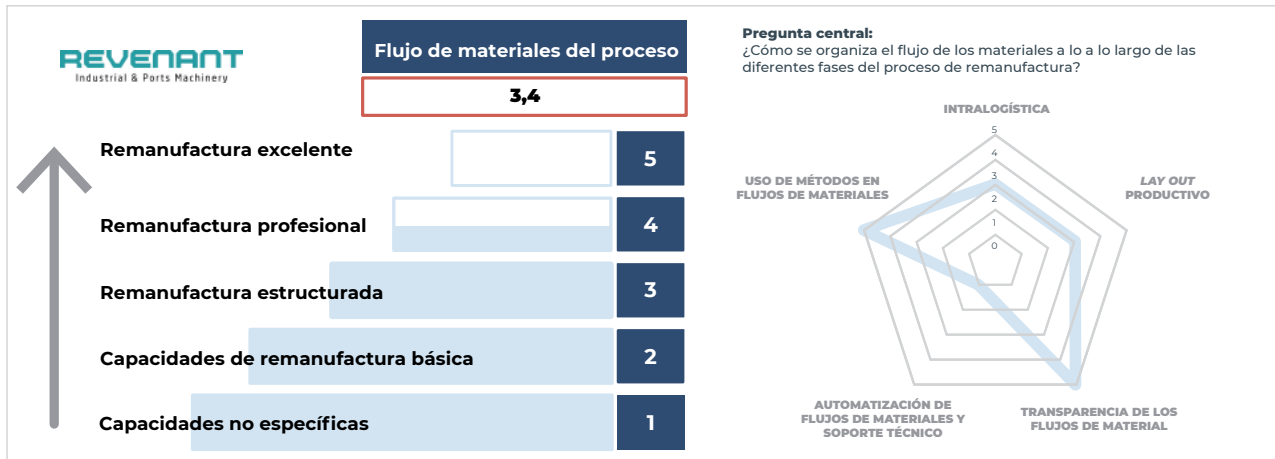 REVENANT
Industrial & Ports Machinery
Flujo de materiales del proceso
3,4
Remanufactura excelente
5
Remanufactura profesional
4
Remanufactura estructurada
3
Capacidades de remanufactura básica
2
Capacidades no específicas
1
Pregunta central:
¿Cómo se organiza el flujo de los materiales a lo a lo largo de las
diferentes fases del proceso de remanufactura?
INTRALOGÍSTICA
5
4
3
2
1
0
USO DE MÉTODOS EN
FLUJOS DE MATERIALES
LAY OUT
PRODUCTIVO
AUTOMATIZACIÓN DE
FLUJOS DE MATERIALES Y
SOPORTE TÉCNICO
TRANSPARENCIA DE LOS
FLUJOS DE MATERIAL